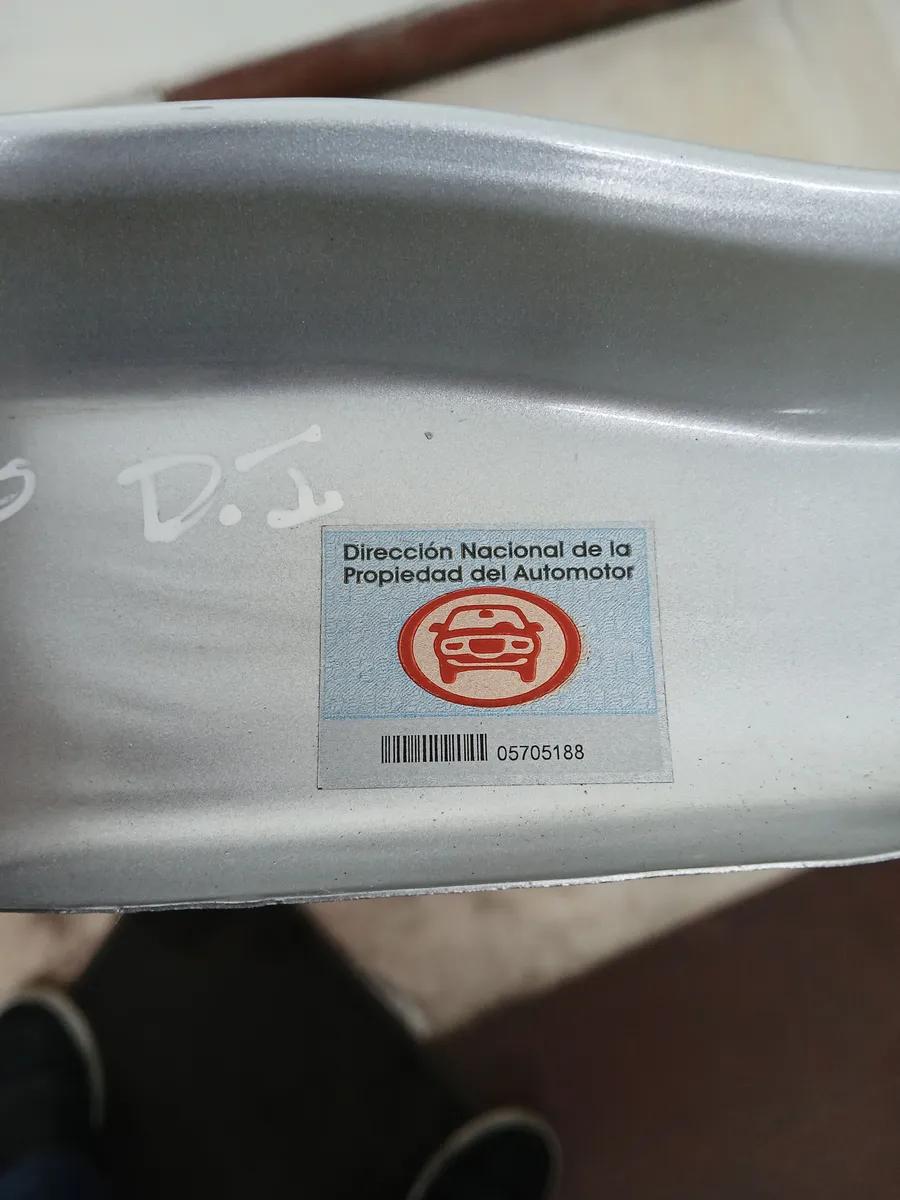 D.I
Dirección Nacional de la
Propiedad del Automotor
05705188